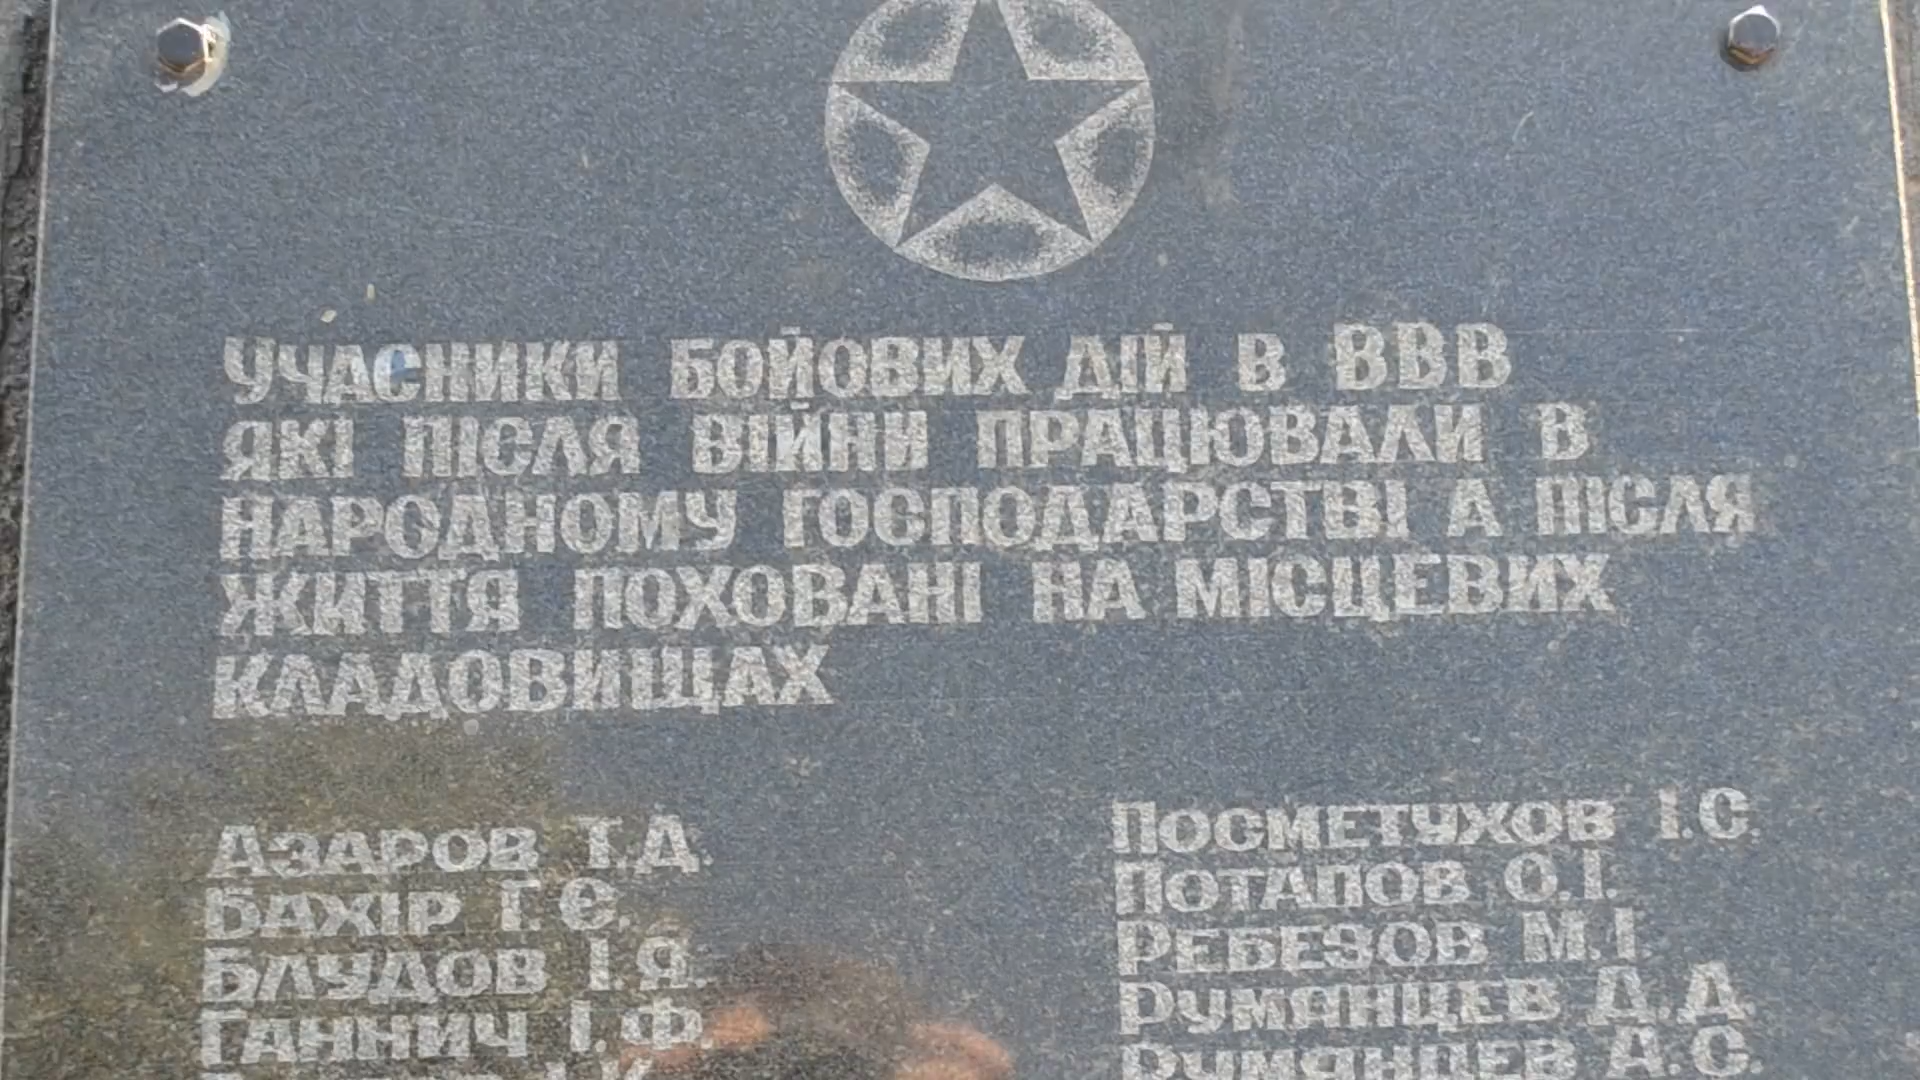 УЧАСНИКИ БОЙОВИХ ДІЙ В ВВВ
ЯКІ ПІСЛЯ ВІЙНИ ПРАЦЮВАЛИ В
НАРОДНОМУ ГОСПОДАРСТВІ А ПІСЛЯ
ЖИТТЯ ПОХОВАНІ НА МІСЦЕВИХ
КЛАДОВИЩАХ
АЗАРОВ Т.Д.
БАХІР Г.Є.
БЛУДОВ І.Я.
ГАННИЧ І.Ф.
ПОСМЕТУХОВ І.С.
ПОТАПОВ О.І.
РЕБЕЗОВ М.І.
РУМЯНЦЕВ Д.Д.
РУМЯНЦЕВ А.С.